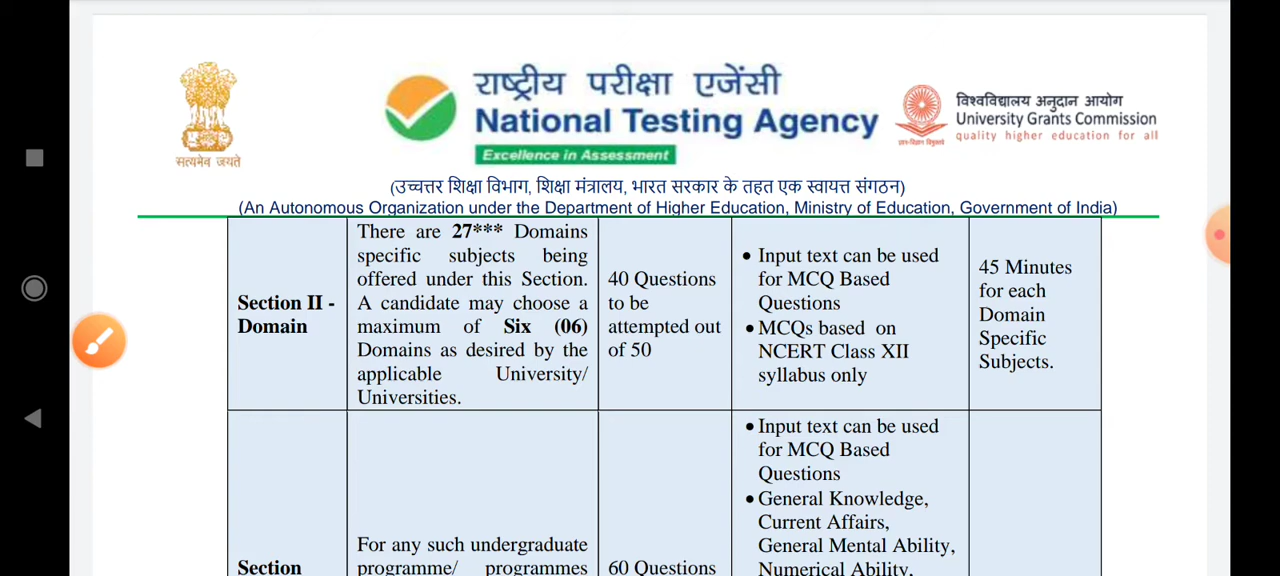 सत्यमेव जयते
राष्ट्रीय परीक्षा एजेंसी
National Testing Agency
Excellence in Assessment
विश्वविद्यालय अनुदान आयोग
University Grants Commission
quality higher education for all
ज्ञान-विज्ञान विमुक्तये
(उच्चत्तर शिक्षा विभाग, शिक्षा मंत्रालय, भारत सरकार के तहत एक स्वायत्त संगठन)
(An Autonomous Organization under the Department of Higher Education, Ministry of Education, Government of India)
Section II -
Domain
There are 27*** Domains
specific subjects being
offered under this Section.
A candidate may choose a
maximum of Six (06)
Domains as desired by the
applicable University/
Universities.
40 Questions
to be
attempted out
of 50
• Input text can be used
for MCQ Based
Questions
• MCQs based on
NCERT Class XII
syllabus only
45 Minutes
for each
Domain
Specific
Subjects.
Section
For any such undergraduate
programme/ programmes
60 Questions
• Input text can be used
for MCQ Based
Questions
• General Knowledge,
Current Affairs,
General Mental Ability,
Numerical Ability,